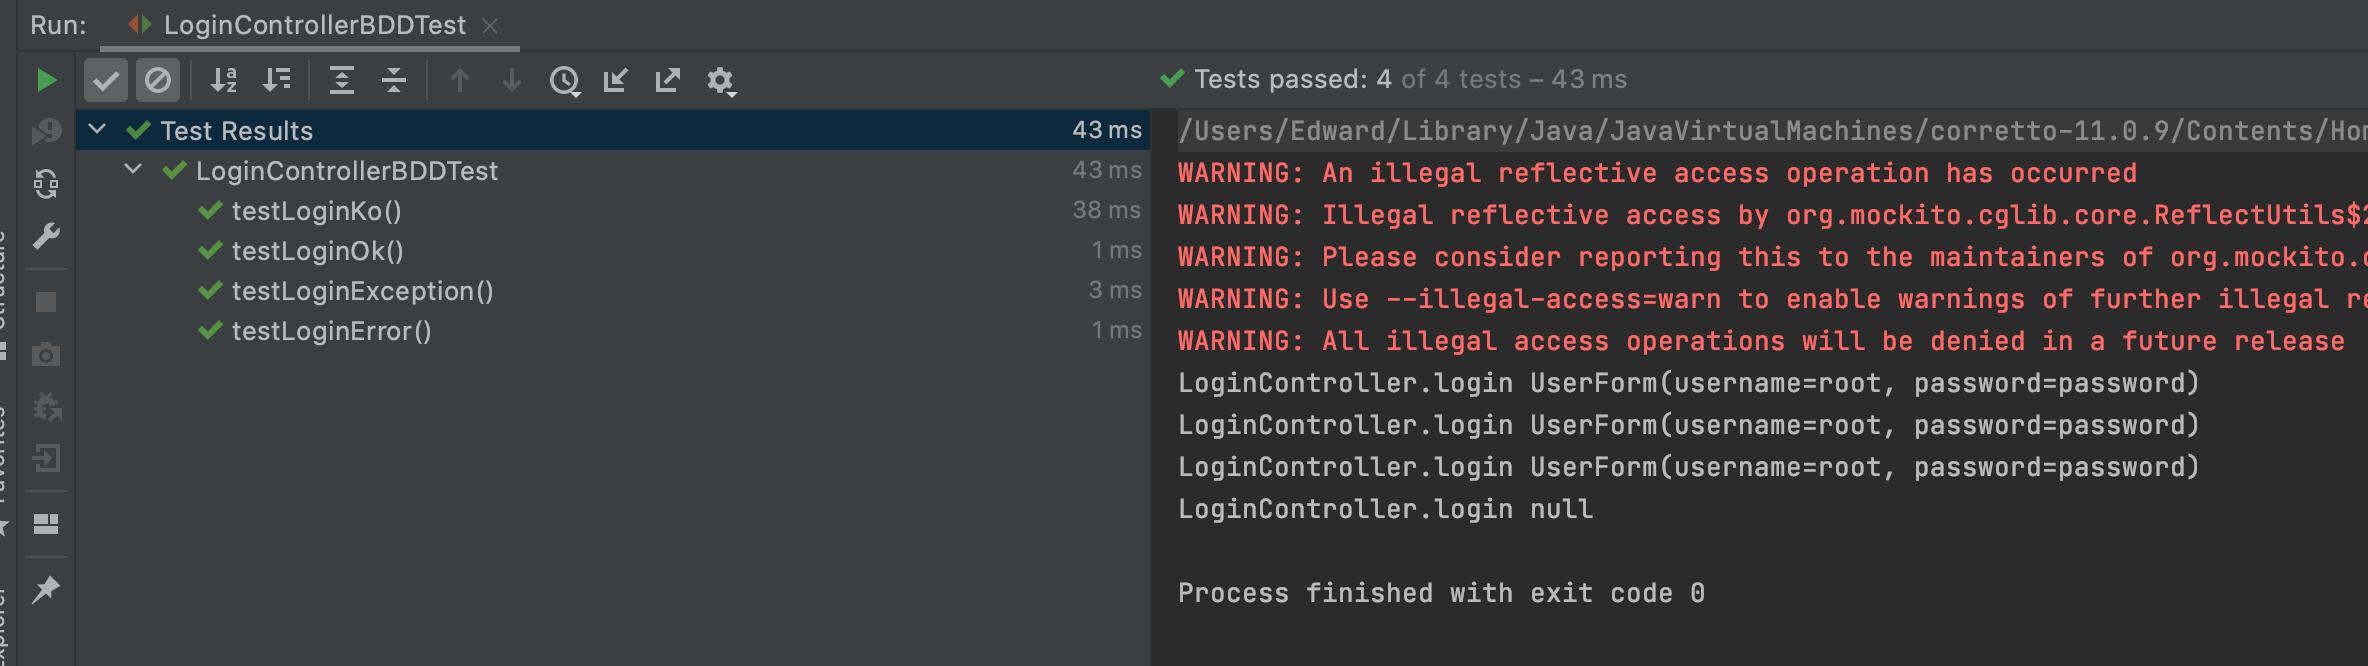 Run: LoginControllerBDDTest
Tests passed: 4 of 4 tests – 43 ms
Test Results 43 ms
LoginControllerBDDTest 43 ms
testLoginKo() 38 ms
testLoginOk() 1 ms
testLoginException() 3 ms
testLoginError() 1 ms
/Users/Edward/Library/Java/JavaVirtualMachines/corretto-11.0.9/Contents/Hom
WARNING: An illegal reflective access operation has occurred
WARNING: Illegal reflective access by org.mockito.cglib.core.ReflectUtils$2
WARNING: Please consider reporting this to the maintainers of org.mockito.c
WARNING: Use --illegal-access=warn to enable warnings of further illegal re
WARNING: All illegal access operations will be denied in a future release
LoginController.login UserForm(username=root, password=password)
LoginController.login UserForm(username=root, password=password)
LoginController.login UserForm(username=root, password=password)
LoginController.login null
Process finished with exit code 0
Structure
Favorites